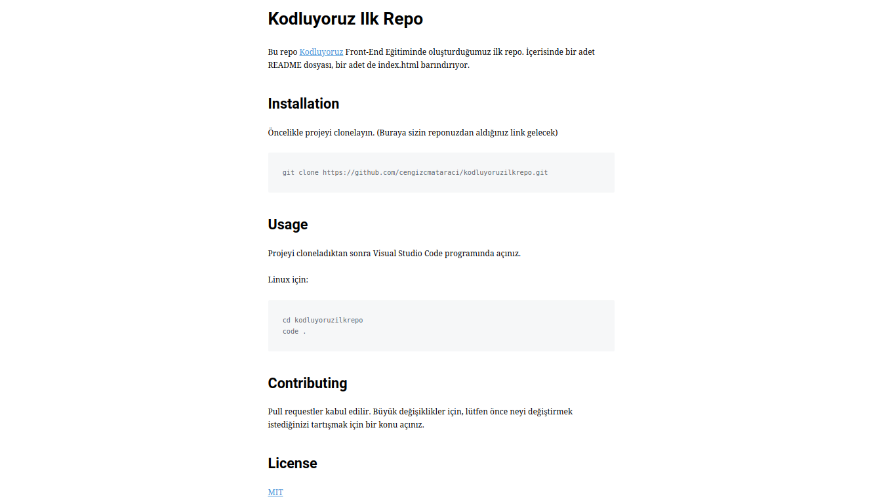 Kodluyoruz Ilk Repo
Bu repo Kodluyoruz Front-End Eğitiminde oluşturduğumuz ilk repo. İçerisinde bir adet
README dosyası, bir adet de index.html barındırıyor.
Installation
Öncelikle projeyi clonelayın. (Buraya sizin reponuzdan aldığınız link gelecek)
git clone https://github.com/cengizcmataraci/kodluyoruzilkrepo.git
Usage
Projeyi cloneladıktan sonra Visual Studio Code programında açınız.
Linux için:
cd kodluyoruzilkrepo
code .
Contributing
Pull requestler kabul edilir. Büyük değişiklikler için, lütfen önce neyi değiştirmek
istediğinizi tartışmak için bir konu açınız.
License
MIT